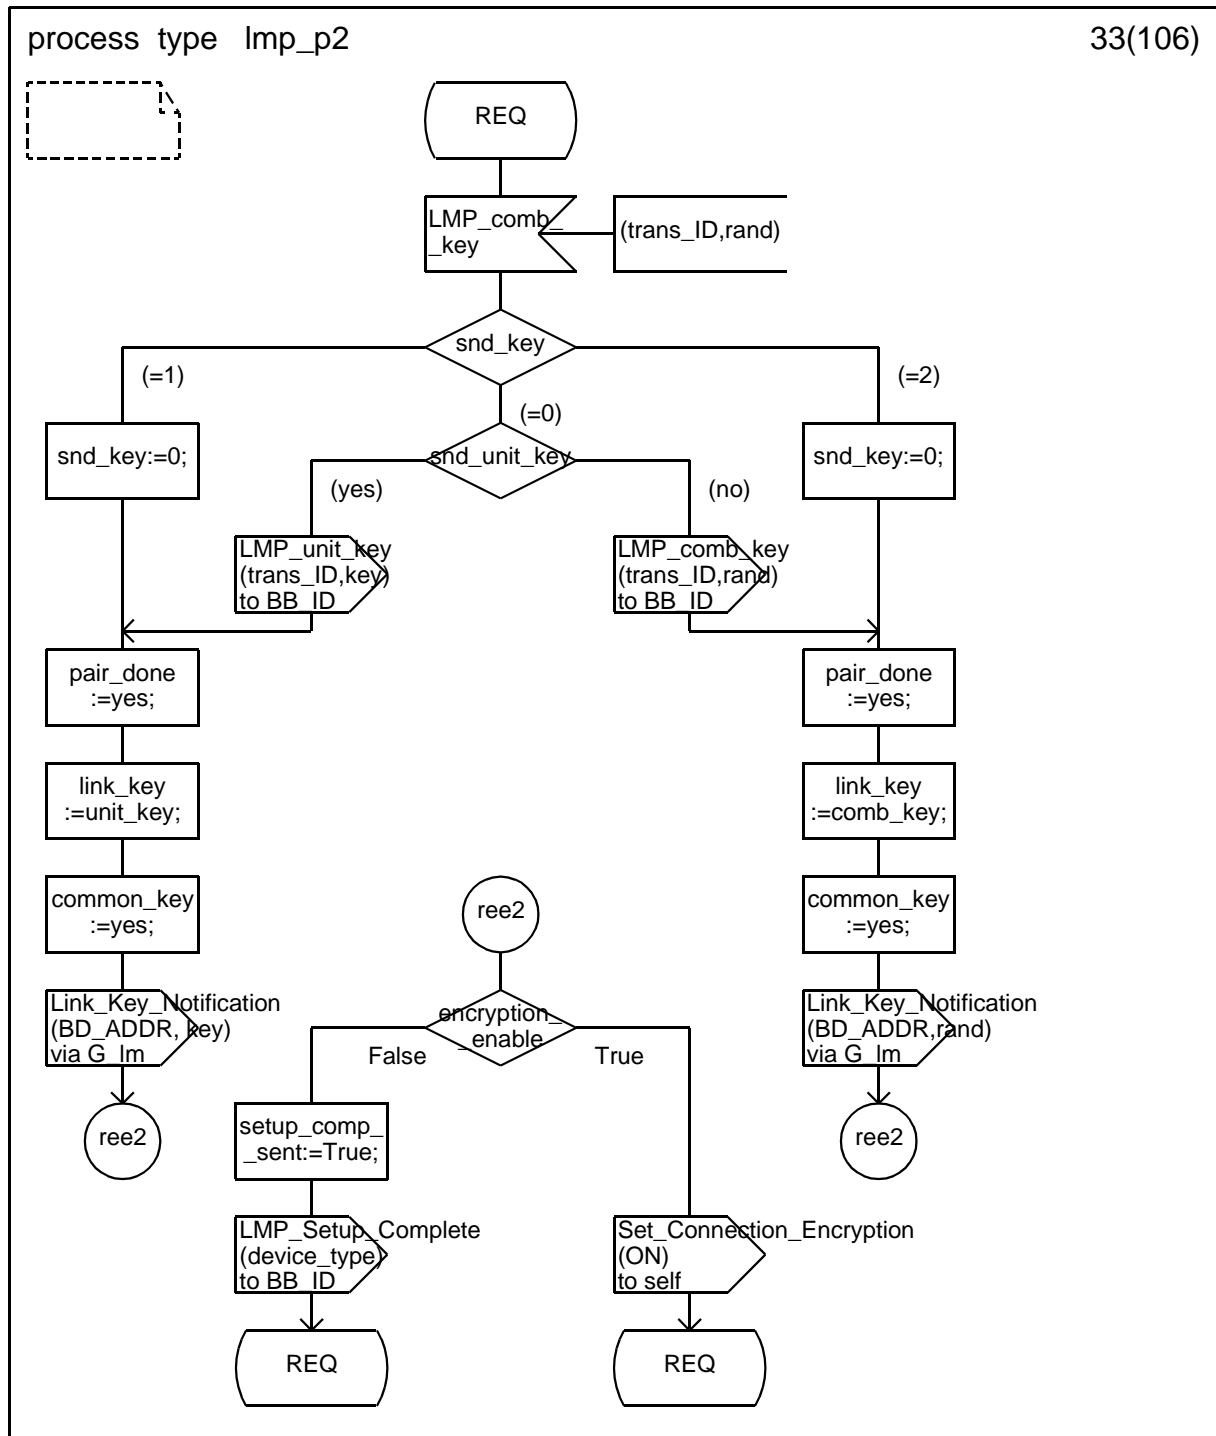 process type lmp_p2
33(106)
REQ
LMP_comb_
_key
(trans_ID,rand)
snd_key
(=1)
(=0)
(=2)
snd_key:=0;
snd_unit_key
snd_key:=0;
(yes)
(no)
LMP_unit_key
(trans_ID,key)
to BB_ID
LMP_comb_key
(trans_ID,rand)
to BB_ID
pair_done
:=yes;
pair_done
:=yes;
link_key
:=unit_key;
link_key
:=comb_key;
common_key
:=yes;
ree2
common_key
:=yes;
Link_Key_Notification
(BD_ADDR, key)
via G_lm
encryption_
_enable
Link_Key_Notification
(BD_ADDR,rand)
via G_lm
False
True
ree2
setup_comp_
_sent:=True;
ree2
LMP_Setup_Complete
(device_type)
to BB_ID
Set_Connection_Encryption
(ON)
to self
REQ
REQ